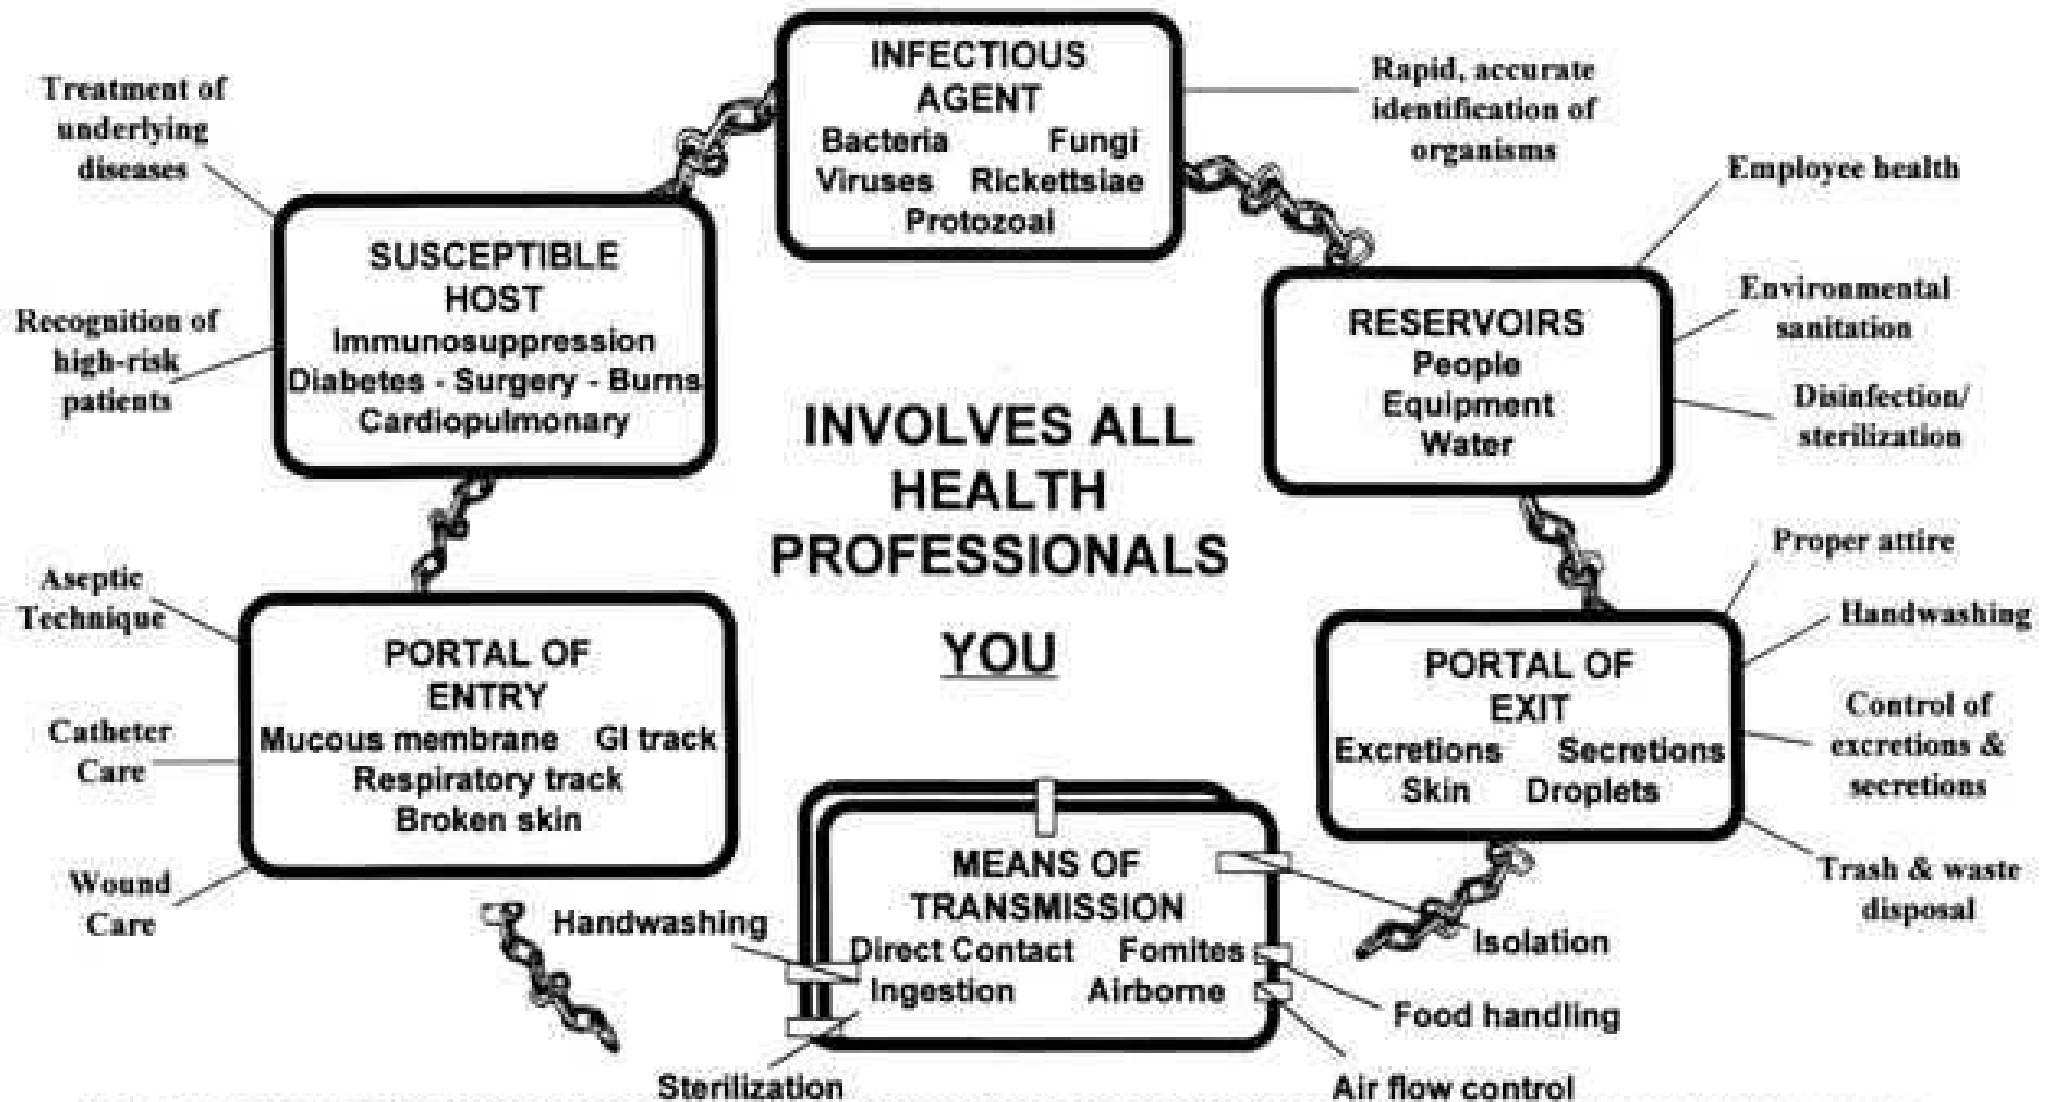 INFECTIOUS
AGENT
Bacteria Fungi
Viruses Rickettsiae
Protozoai
Rapid, accurate
identification of
organisms
Treatment of
underlying
diseases
Recognition of
high-risk
patients
SUSCEPTIBLE
HOST
Immunosuppression
Diabetes - Surgery - Burns
Cardiopulmonary
Employee health
Environmental
sanitation
Disinfection/
sterilization
RESERVOIRS
People
Equipment
Water
INVOLVES ALL
HEALTH
PROFESSIONALS
YOU
Aseptic
Technique
Catheter
Care
Wound
Care
PORTAL OF
ENTRY
Mucous membrane GI track
Respiratory track
Broken skin
Proper attire
Handwashing
Control of
excretions &
secretions
Trash & waste
disposal
PORTAL OF
EXIT
Excretions Secretions
Skin Droplets
MEANS OF
TRANSMISSION
Direct Contact Fomites
Ingestion Airborne
Handwashing
Sterilization
Isolation
Food handling
Air flow control